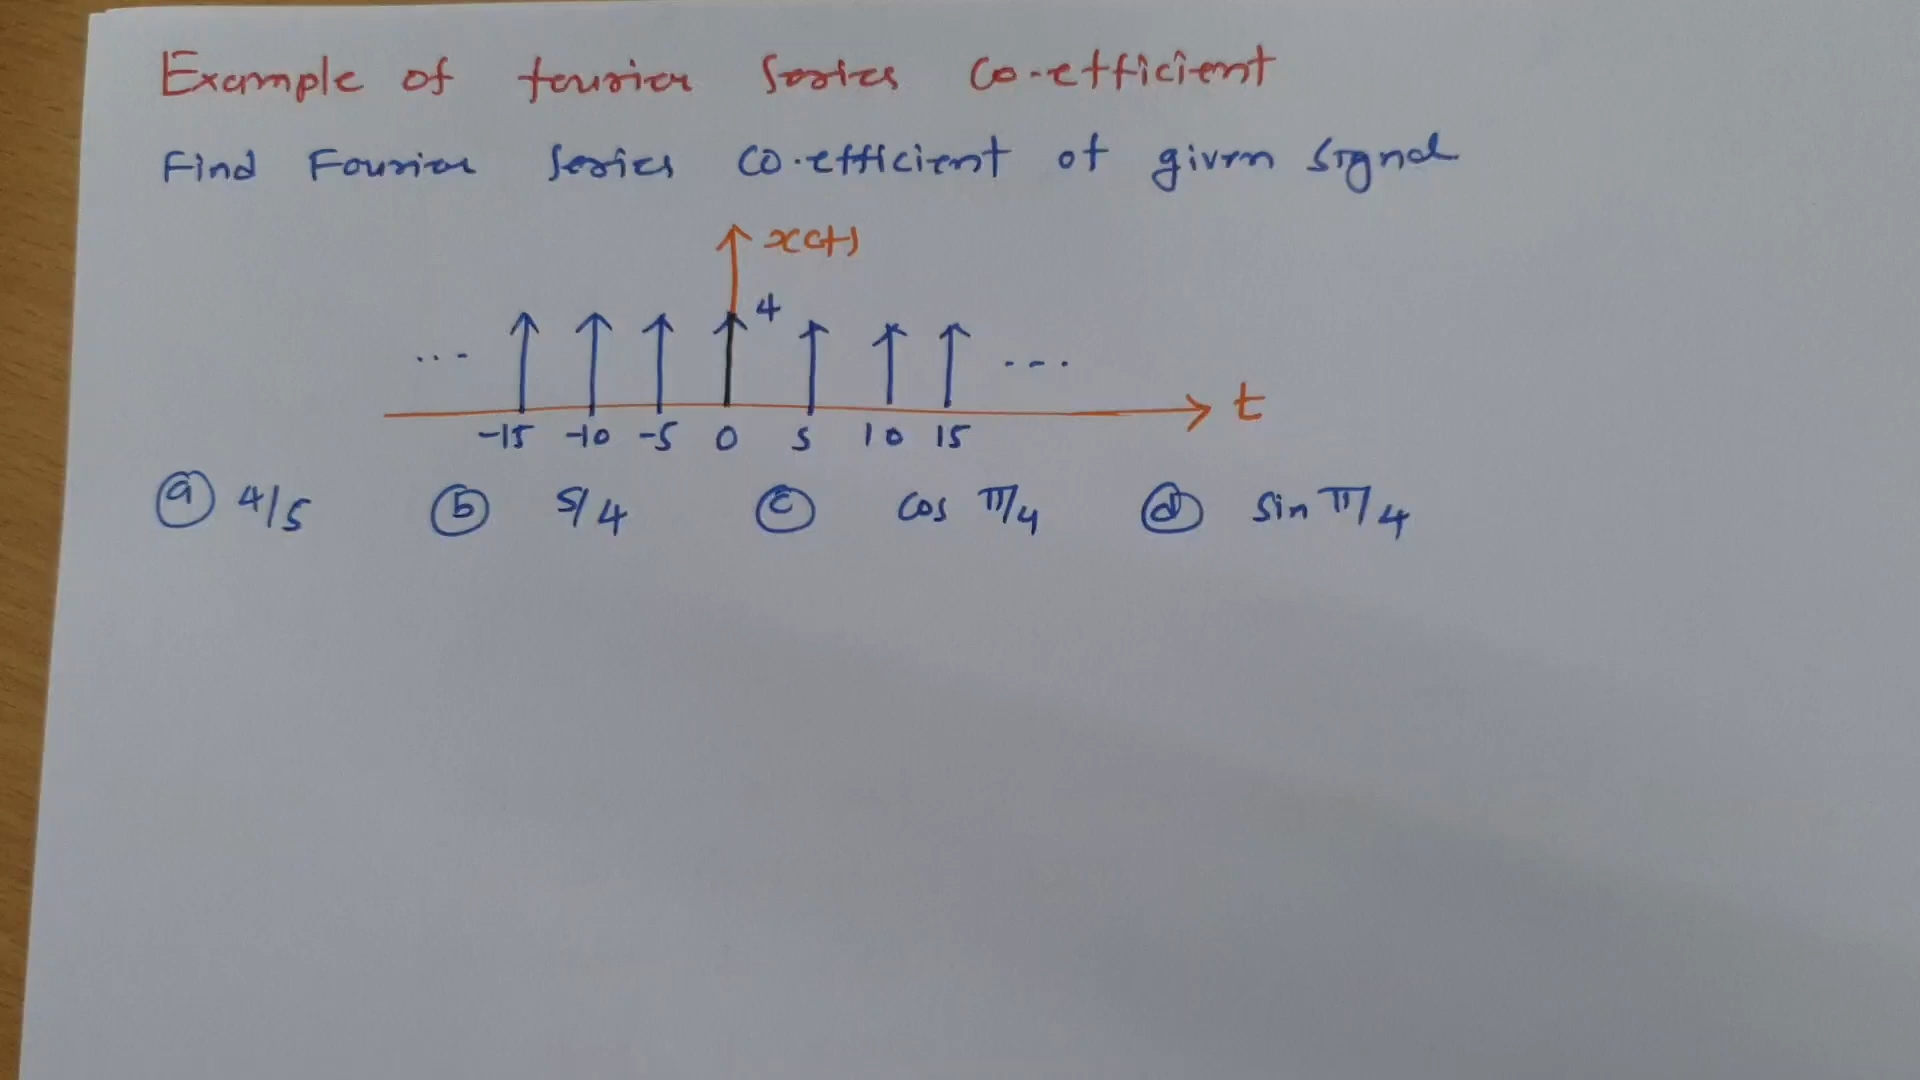 Example of fourier Series Co-efficient
Find Fourier Series CO-efficient of given signal
x(t)
4
... ...
t
-15 -10 -5 0 5 10 15
(a) 4/5 (b) 5/4 (c) cos π/4 (d) sin π/4